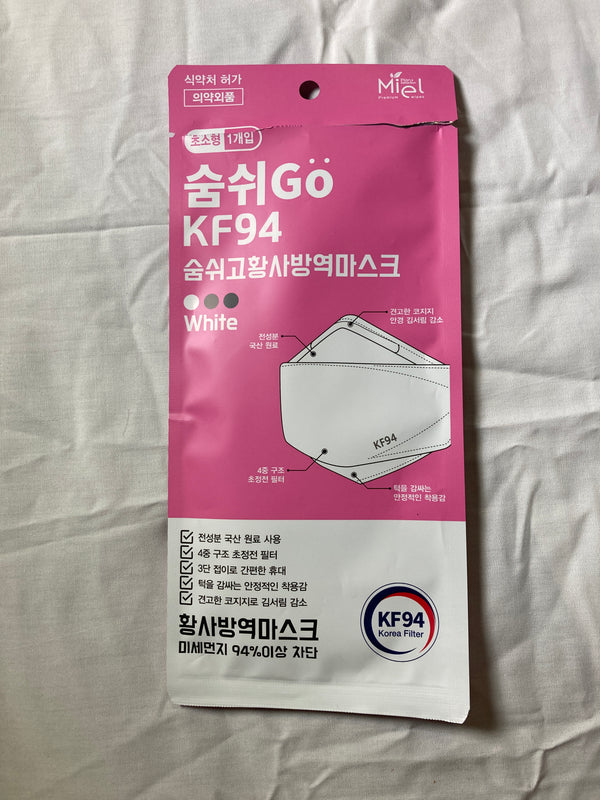 식약처 허가
의약외품
Miel
Premium
초소형 1개입
숨쉬Gö
KF94
숨쉬고황사방역마스크
White
견고한 코지지
안경 김서림 감소
전성분
국산 원료
KF94
4중 구조
초정전 필터
턱을 감싸는
안정적인 착용감
전성분 국산 원료 사용
4중 구조 초정전 필터
3단 접이로 간편한 휴대
턱을 감싸는 안정적인 착용감
견고한 코지지로 김서림 감소
황사방역마스크
미세먼지 94%이상 차단
KF94
Korea Filter